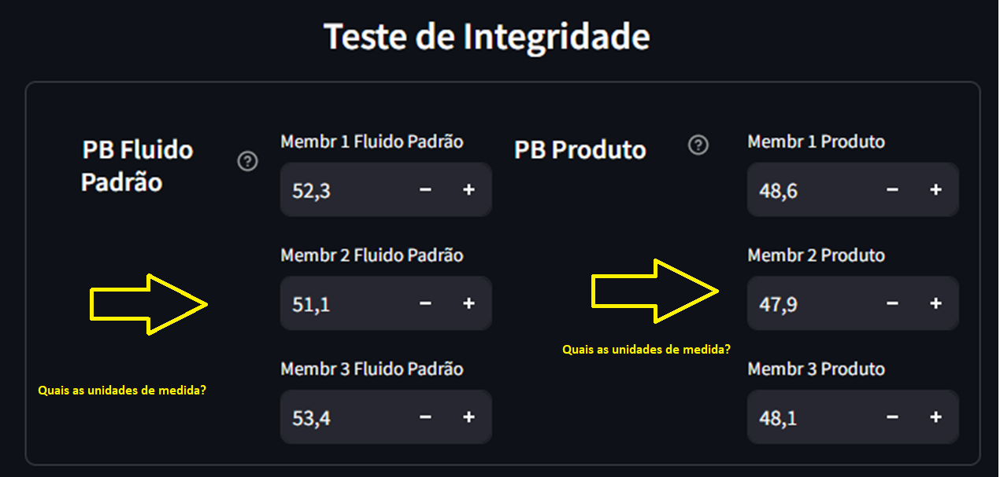 Teste de Integridade
PB Fluido
Padrão
Membr 1 Fluido Padrão
52,3
− +
Membr 2 Fluido Padrão
51,1
− +
Membr 3 Fluido Padrão
53,4
− +
Quais as unidades de medida?
PB Produto
Membr 1 Produto
48,6
− +
Membr 2 Produto
47,9
− +
Membr 3 Produto
48,1
− +
Quais as unidades de medida?